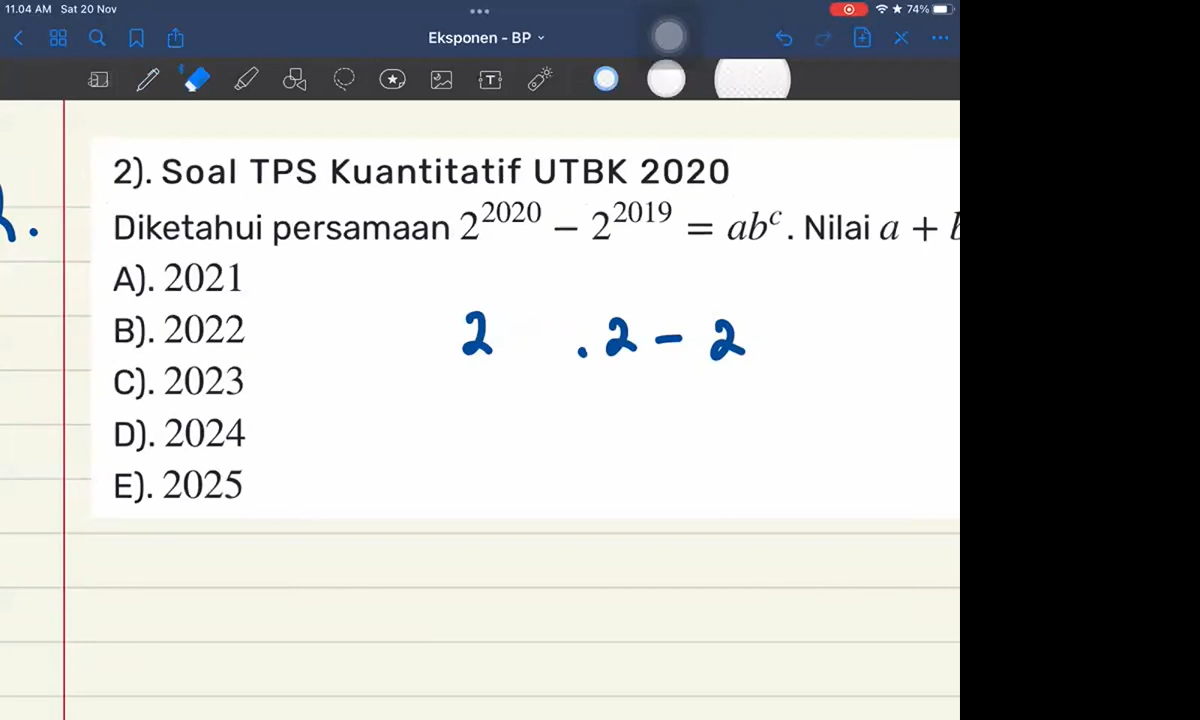 11.04 AM Sat 20 Nov
74%
Eksponen - BP
2). Soal TPS Kuantitatif UTBK 2020
Diketahui persamaan 2^2020 − 2^2019 = ab^c. Nilai a +
A). 2021
B). 2022
2 . 2 - 2
C). 2023
D). 2024
E). 2025